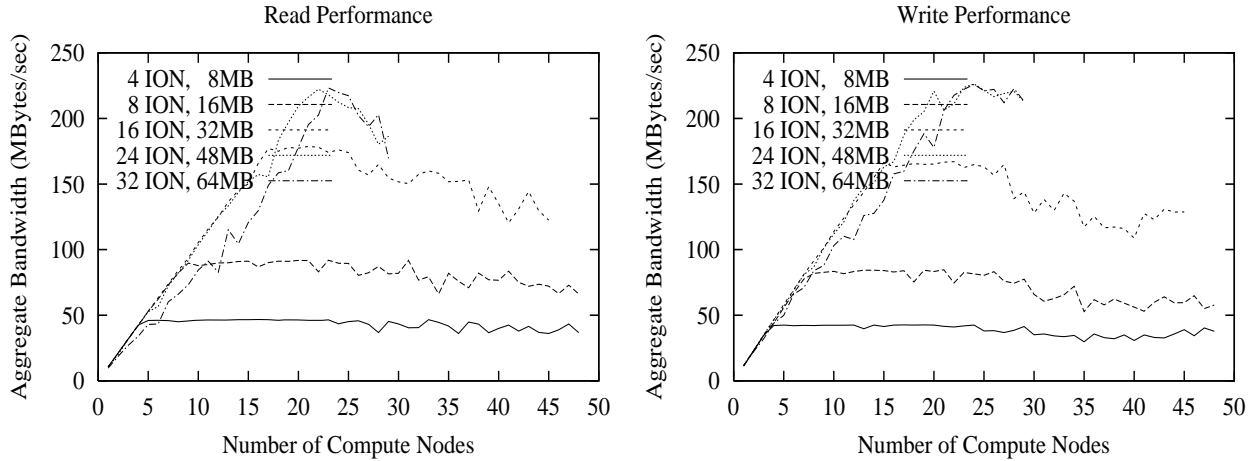 Read Performance
Aggregate Bandwidth (MBytes/sec)
250
200
150
100
50
0
4 ION, 8MB
8 ION, 16MB
16 ION, 32MB
24 ION, 48MB
32 ION, 64MB
0 5 10 15 20 25 30 35 40 45 50
Number of Compute Nodes
Write Performance
Aggregate Bandwidth (MBytes/sec)
250
200
150
100
50
0
4 ION, 8MB
8 ION, 16MB
16 ION, 32MB
24 ION, 48MB
32 ION, 64MB
0 5 10 15 20 25 30 35 40 45 50
Number of Compute Nodes